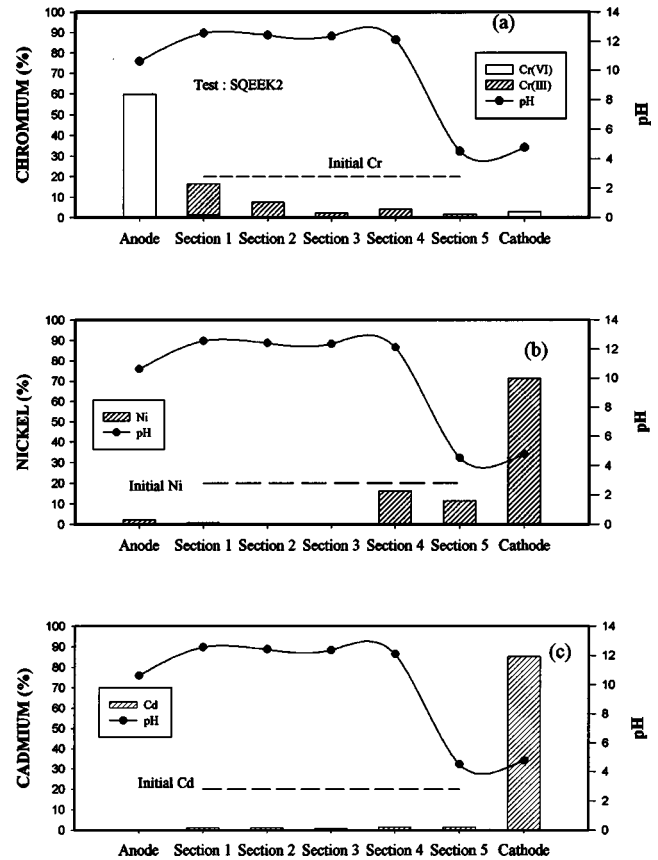 (a)
CHROMIUM (%)
100
90
80
70
60
50
40
30
20
10
0
Test : SQEEK2
Initial Cr
Cr(VI)
Cr(III)
pH
14
12
10
8
6
4
2
0
pH
Anode Section 1 Section 2 Section 3 Section 4 Section 5 Cathode
(b)
NICKEL (%)
100
90
80
70
60
50
40
30
20
10
0
Ni
pH
Initial Ni
14
12
10
8
6
4
2
0
pH
Anode Section 1 Section 2 Section 3 Section 4 Section 5 Cathode
(c)
CADMIUM (%)
100
90
80
70
60
50
40
30
20
10
0
Cd
pH
Initial Cd
14
12
10
8
6
4
2
0
pH
Anode Section 1 Section 2 Section 3 Section 4 Section 5 Cathode